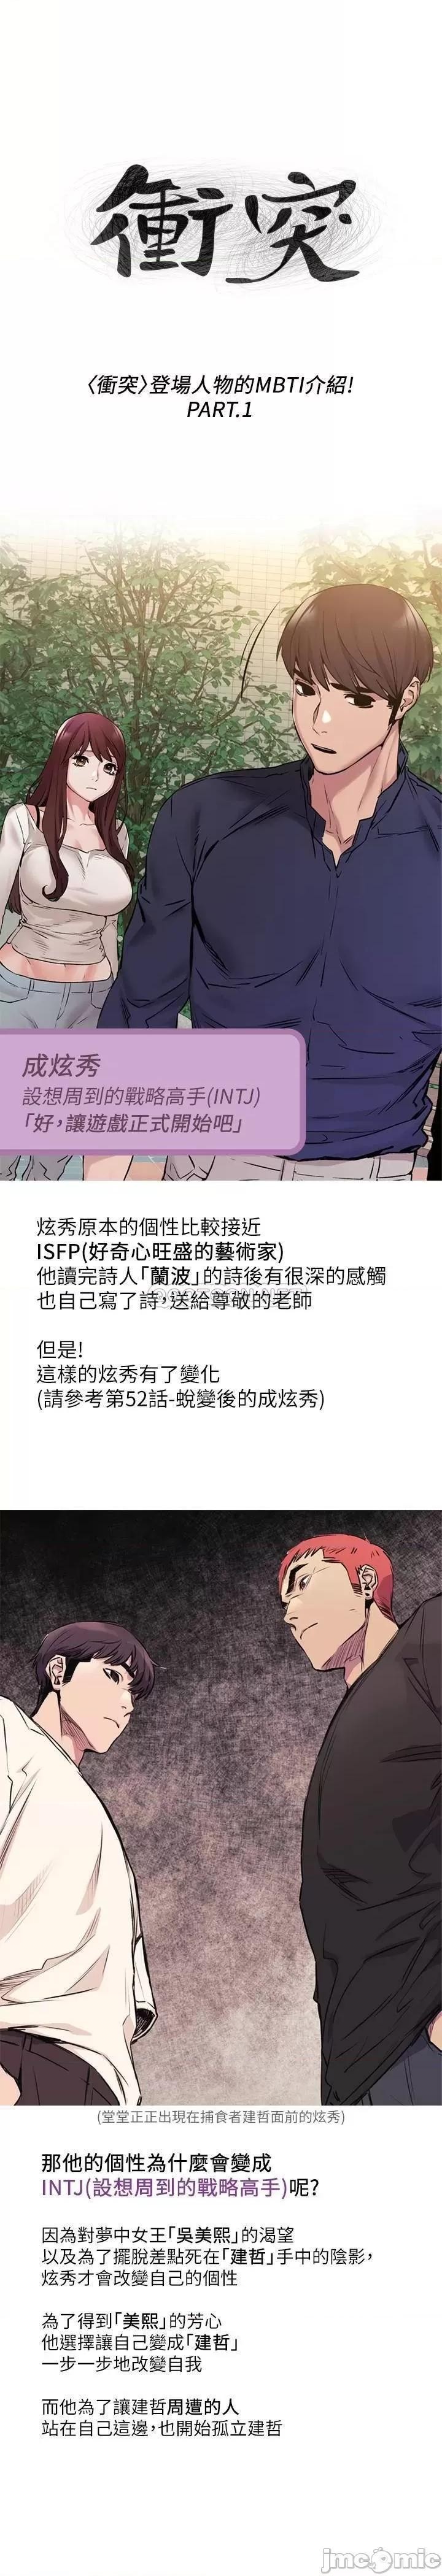 衝突
〈衝突〉登場人物的MBTI介紹!
PART.1
成炫秀
設想周到的戰略高手(INTJ)
「好，讓遊戲正式開始吧」
炫秀原本的個性比較接近
ISFP(好奇心旺盛的藝術家)
他讀完詩人「蘭波」的詩後有很深的感觸
也自己寫了詩，送給尊敬的老師
但是!
這樣的炫秀有了變化
(請參考第52話-蛻變後的成炫秀)
(堂堂正正出現在捕食者建哲面前的炫秀)
那他的個性為什麼會變成
INTJ(設想周到的戰略高手)呢?
因為對夢中女王「吳美熙」的渴望
以及為了擺脫差點死在「建哲」手中的陰影，
炫秀才會改變自己的個性
為了得到「美熙」的芳心
他選擇讓自己變成「建哲」
一步一步地改變自我
而他為了讓建哲周遭的人
站在自己這邊，也開始孤立建哲
jmcomic